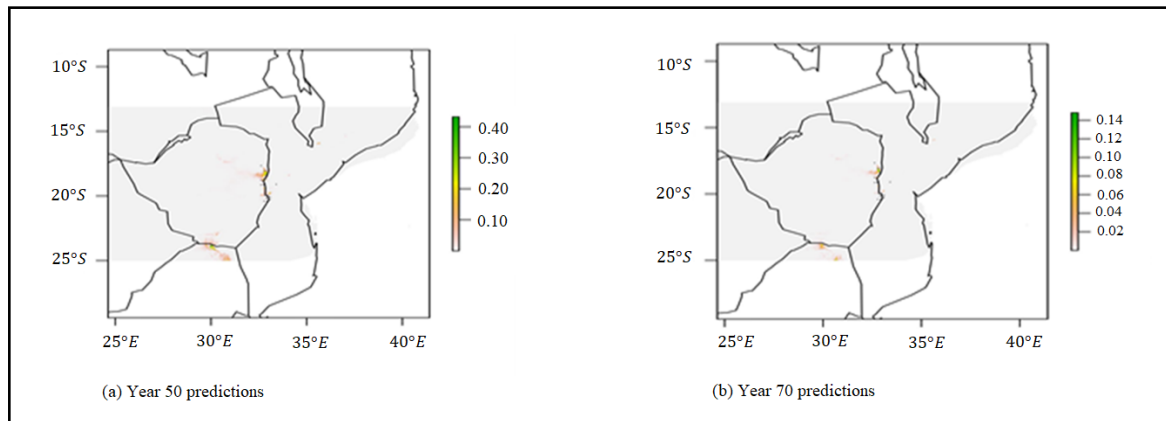 10°S
15°S
20°S
25°S
25°E 30°E 35°E 40°E
0.40
0.30
0.20
0.10
(a) Year 50 predictions
10°S
15°S
20°S
25°S
25°E 30°E 35°E 40°E
0.14
0.12
0.10
0.08
0.06
0.04
0.02
(b) Year 70 predictions